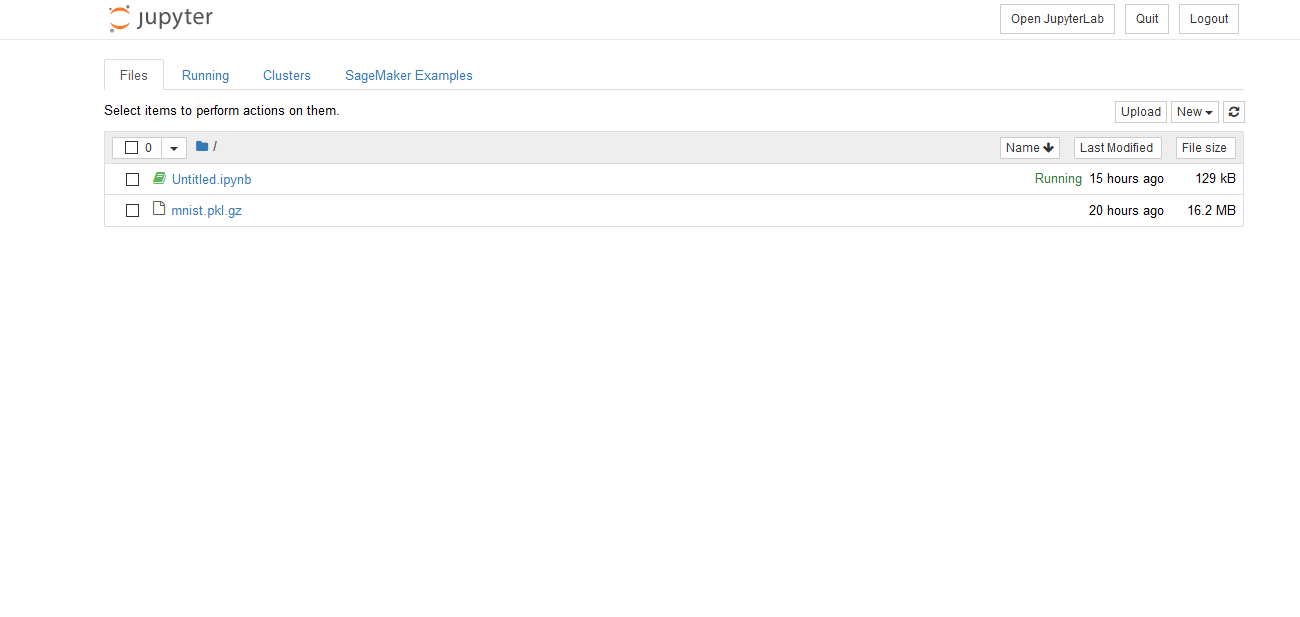 jupyter Open JupyterLab Quit Logout
Files Running Clusters SageMaker Examples
Select items to perform actions on them. Upload New
0 / Name Last Modified File size
Untitled.ipynb Running 15 hours ago 129 kB
mnist.pkl.gz 20 hours ago 16.2 MB